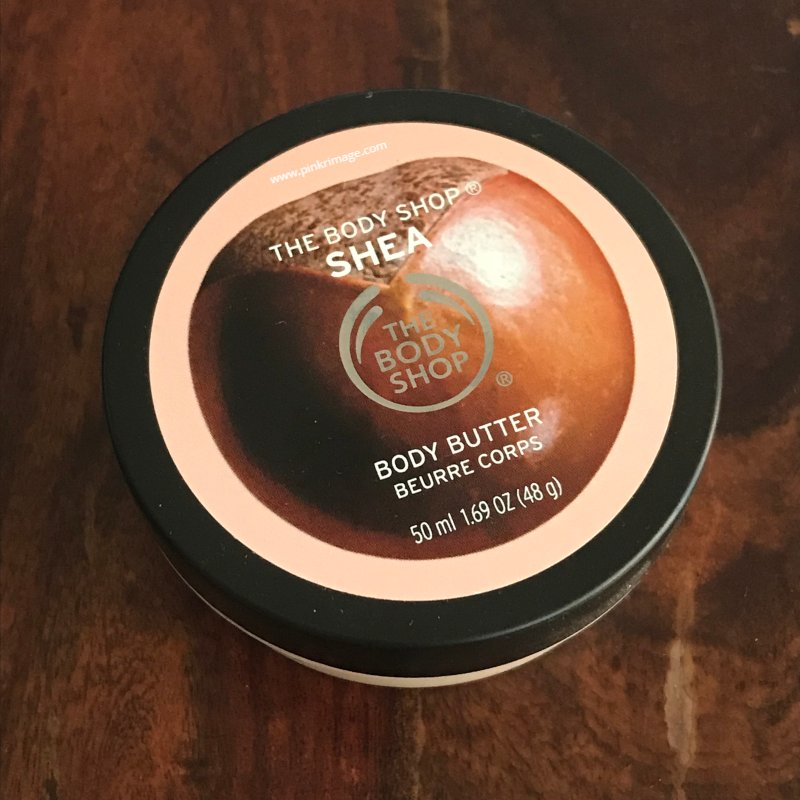 www.pinkrimage.com
THE BODY SHOP®
SHEA
THE
BODY
SHOP
®
BODY BUTTER
BEURRE CORPS
50 ml 1.69 OZ (48 g)